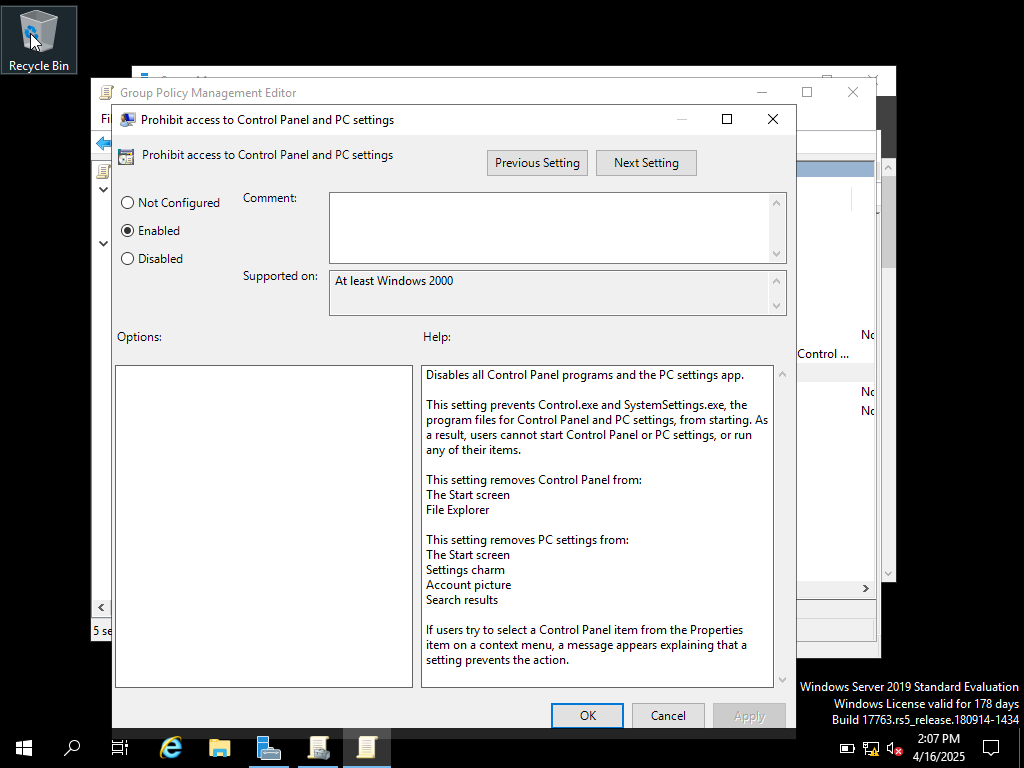 Recycle Bin
Group Policy Management Editor
Fi
Prohibit access to Control Panel and PC settings
Prohibit access to Control Panel and PC settings
Previous Setting
Next Setting
Not Configured
Enabled
Disabled
Comment:
Supported on:
At least Windows 2000
Options:
Help:
Disables all Control Panel programs and the PC settings app.
This setting prevents Control.exe and SystemSettings.exe, the
program files for Control Panel and PC settings, from starting. As
a result, users cannot start Control Panel or PC settings, or run
any of their items.
This setting removes Control Panel from:
The Start screen
File Explorer
This setting removes PC settings from:
The Start screen
Settings charm
Account picture
Search results
If users try to select a Control Panel item from the Properties
item on a context menu, a message appears explaining that a
setting prevents the action.
No
Control ...
No
No
5 se
OK
Cancel
Apply
Windows Server 2019 Standard Evaluation
Windows License valid for 178 days
Build 17763.rs5_release.180914-1434
2:07 PM
4/16/2025